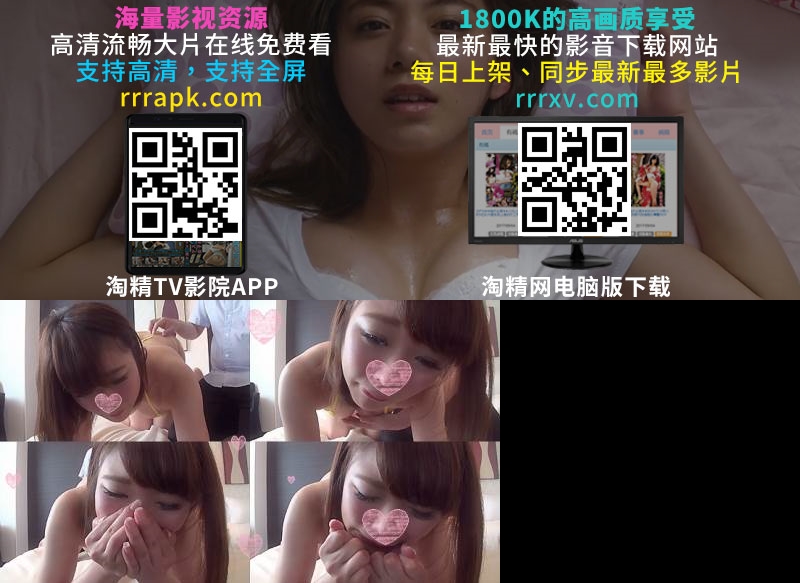 海量影视资源
高清流畅大片在线免费看
支持高清，支持全屏
rrrapk.com
淘精TV影院APP
1800K的高画质享受
最新最快的影音下载网站
每日上架、同步最新最多影片
rrrxv.com
ASUS
淘精网电脑版下载